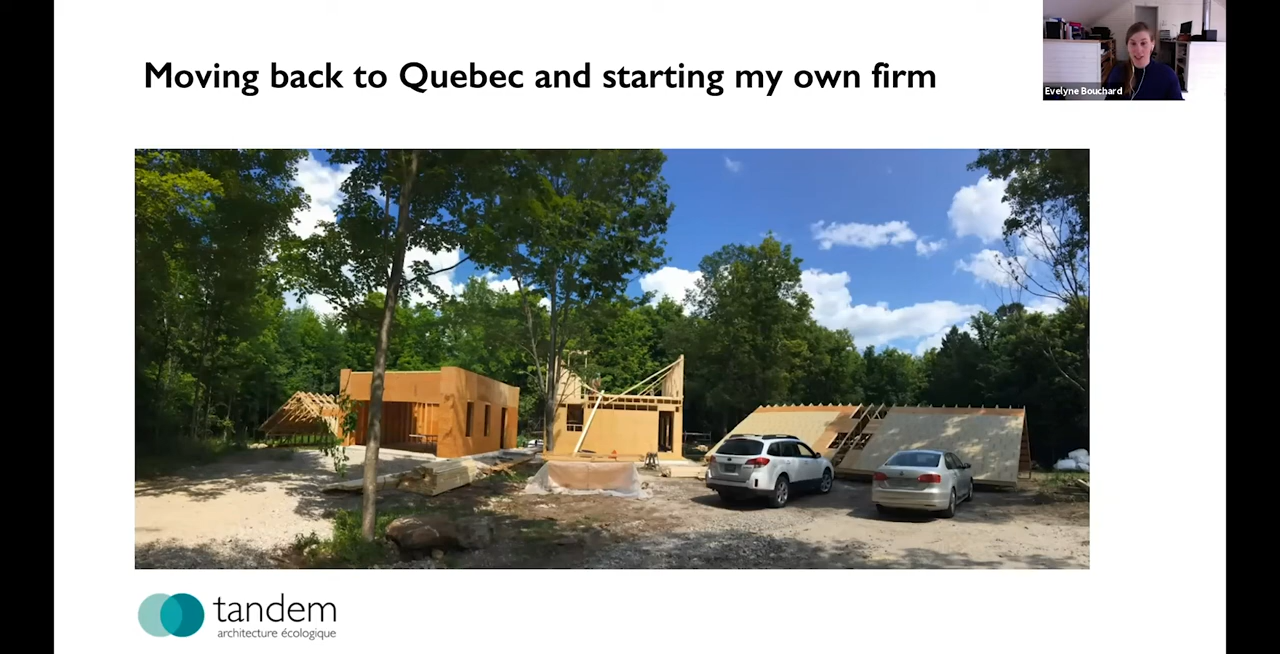 Moving back to Quebec and starting my own firm
Evelyne Bouchard
tandem
architecture écologique